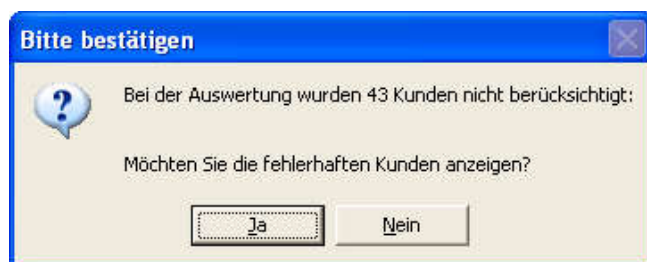 Bitte bestätigen
Bei der Auswertung wurden 43 Kunden nicht berücksichtigt:
Möchten Sie die fehlerhaften Kunden anzeigen?
Ja Nein